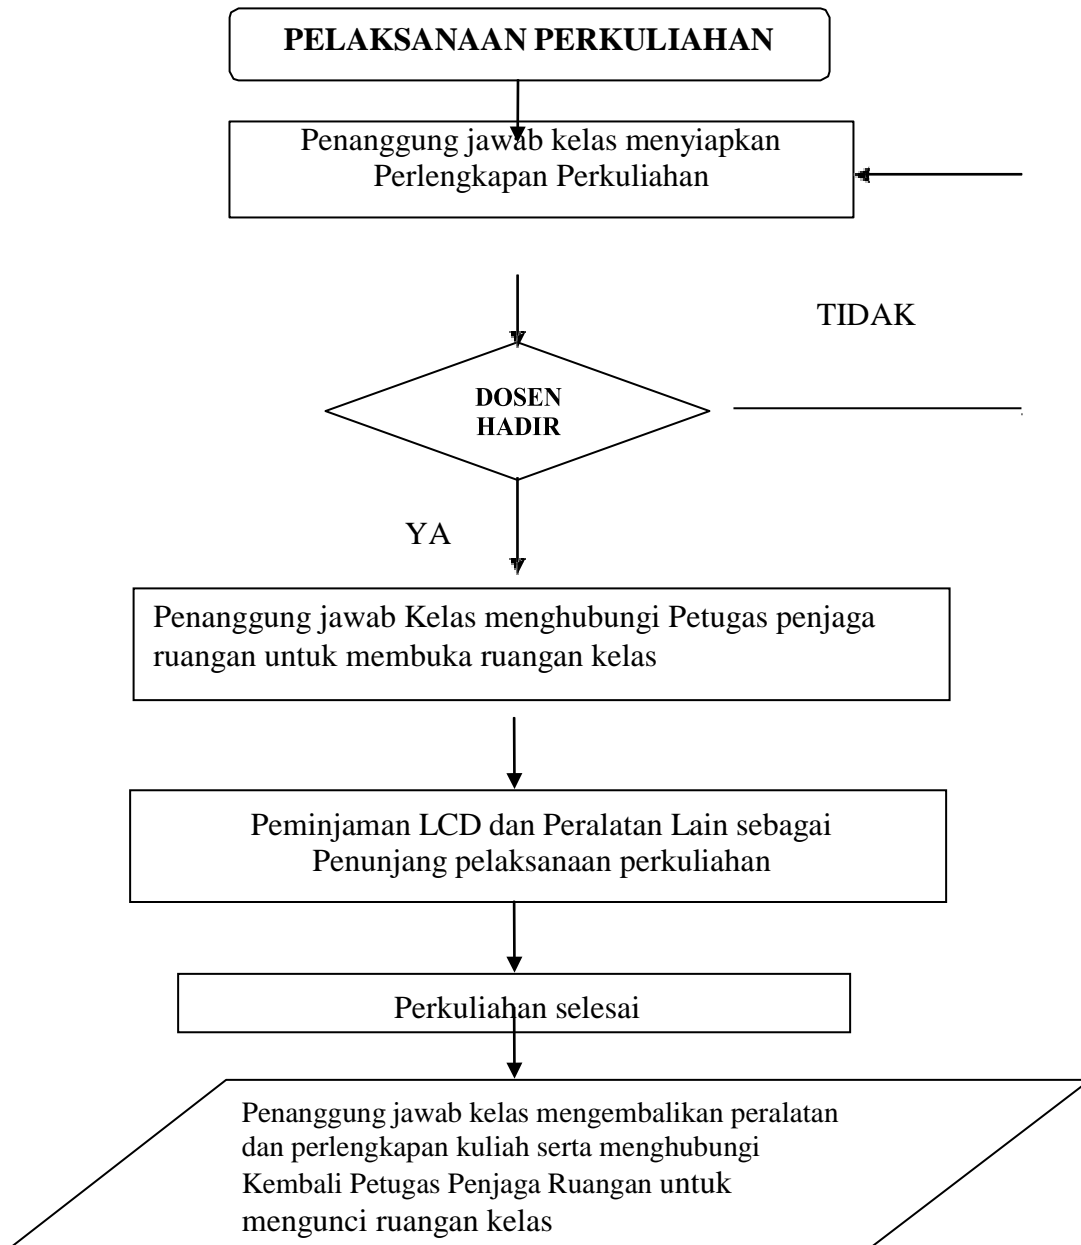 PELAKSANAAN PERKULIAHAN
Penanggung jawab kelas menyiapkan
Perlengkapan Perkuliahan
TIDAK
DOSEN
HADIR
YA
Penanggung jawab Kelas menghubungi Petugas penjaga
ruangan untuk membuka ruangan kelas
Peminjaman LCD dan Peralatan Lain sebagai
Penunjang pelaksanaan perkuliahan
Perkuliahan selesai
Penanggung jawab kelas mengembalikan peralatan
dan perlengkapan kuliah serta menghubungi
Kembali Petugas Penjaga Ruangan untuk
mengunci ruangan kelas